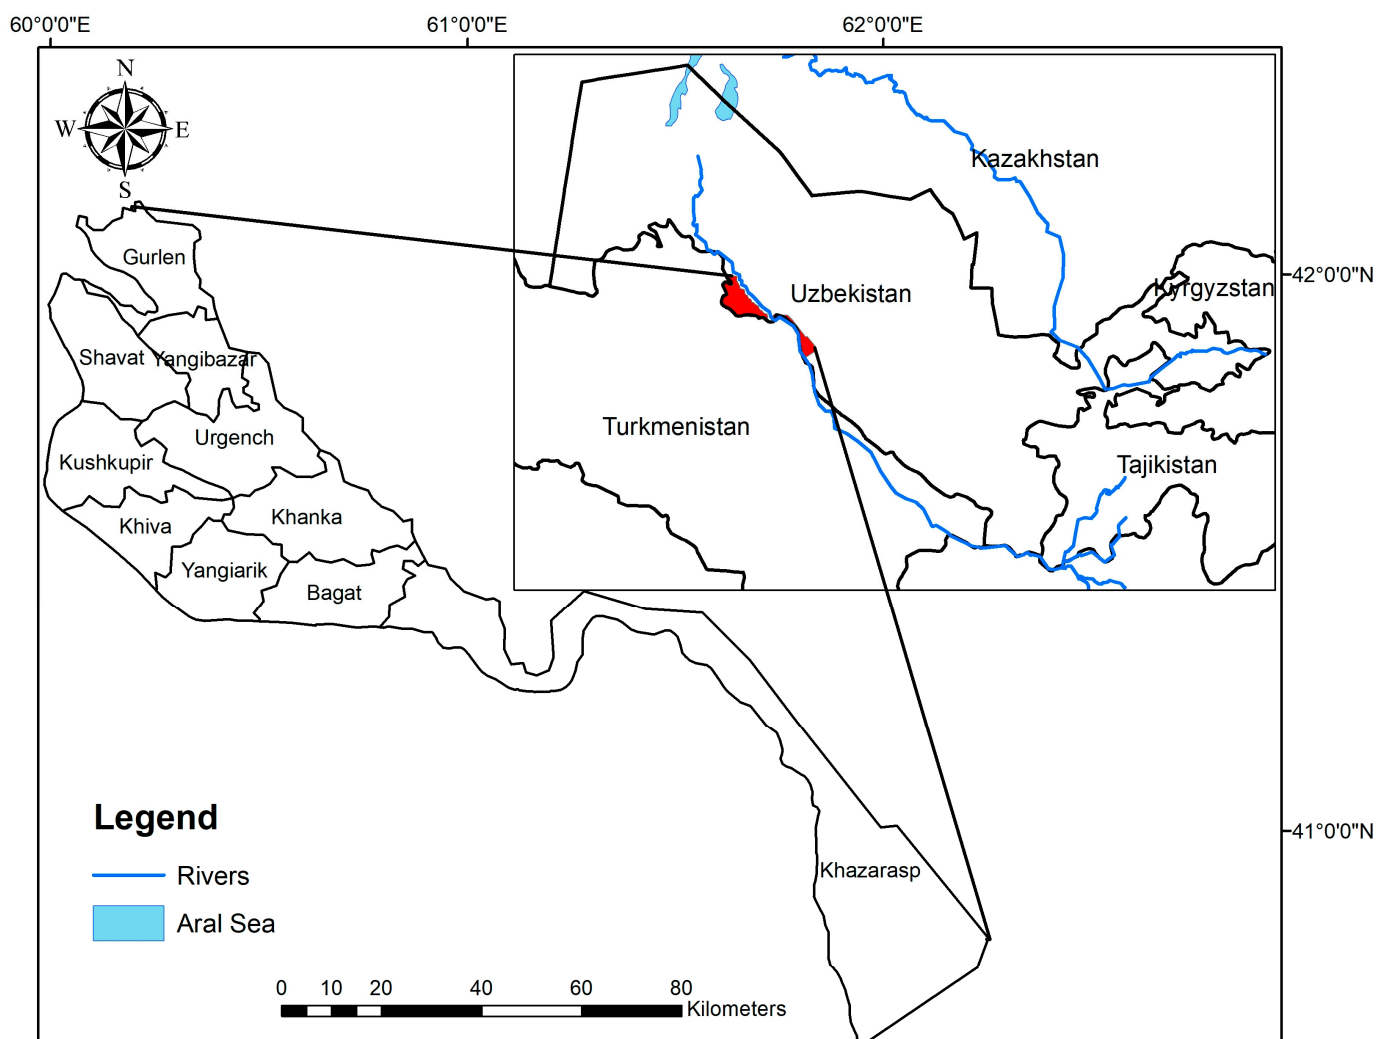 60°0'0"E
61°0'0"E
62°0'0"E
N
W
E
S
Kazakhstan
Gurlen
42°0'0"N
Kyrgyzstan
Uzbekistan
Shavat
Yangibazar
Turkmenistan
Urgench
Kushkupir
Tajikistan
Khanka
Khiva
Yangiarik
Bagat
Legend
41°0'0"N
Khazarasp
Rivers
Aral Sea
0 10 20 40 60 80
Kilometers